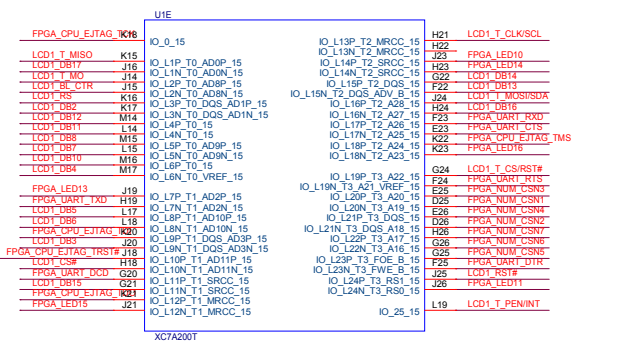 U1E
FPGA_CPU_EJTAG_TCK K18
LCD1_T_MISO K15
LCD1_DB17 J16
LCD1_T_MO J14
LCD1_BL_CTR J15
LCD1_RS K16
LCD1_DB2 K17
LCD1_DB12 M14
LCD1_DB11 L14
LCD1_DB8 M15
LCD1_DB7 L15
LCD1_DB10 M16
LCD1_DB4 M17
FPGA_LED13 J19
FPGA_UART_TXD H19
LCD1_DB5 L17
LCD1_DB6 L18
K20
LCD1_DB3 J20
FPGA_CPU_EJTAG_TRST# J18
LCD1_CS# H18
FPGA_UART_DCD G20
LCD1_DB15 G21
K21
FPGA_LED15 J21
IO_0_15
IO_L1P_T0_AD0P_15
IO_L1N_T0_AD0N_15
IO_L2P_T0_AD8P_15
IO_L2N_T0_AD8N_15
IO_L3P_T0_DQS_AD1P_15
IO_L3N_T0_DQS_AD1N_15
IO_L4P_T0_15
IO_L4N_T0_15
IO_L5P_T0_AD9P_15
IO_L5N_T0_AD9N_15
IO_L6P_T0_15
IO_L6N_T0_VREF_15
IO_L7P_T1_AD2P_15
IO_L7N_T1_AD2N_15
IO_L8P_T1_AD10P_15
IO_L8N_T1_AD10N_15
IO_L9P_T1_DQS_AD3P_15
IO_L9N_T1_DQS_AD3N_15
IO_L10P_T1_AD11P_15
IO_L10N_T1_AD11N_15
IO_L11P_T1_SRCC_15
IO_L11N_T1_SRCC_15
IO_L12P_T1_MRCC_15
IO_L12N_T1_MRCC_15
IO_L13P_T2_MRCC_15
IO_L13N_T2_MRCC_15
IO_L14P_T2_SRCC_15
IO_L14N_T2_SRCC_15
IO_L15P_T2_DQS_15
IO_L15N_T2_DQS_ADV_B_15
IO_L16P_T2_A28_15
IO_L16N_T2_A27_15
IO_L17P_T2_A26_15
IO_L17N_T2_A25_15
IO_L18P_T2_A24_15
IO_L18N_T2_A23_15
IO_L19P_T3_A22_15
IO_L19N_T3_A21_VREF_15
IO_L20P_T3_A20_15
IO_L20N_T3_A19_15
IO_L21P_T3_DQS_15
IO_L21N_T3_DQS_A18_15
IO_L22P_T3_A17_15
IO_L22N_T3_A16_15
IO_L23P_T3_FOE_B_15
IO_L23N_T3_FWE_B_15
IO_L24P_T3_RS1_15
IO_L24N_T3_RS0_15
IO_25_15
H21 LCD1_T_CLK/SCL
H22
J23 FPGA_LED10
H23 FPGA_LED14
G22 LCD1_DB14
F22 LCD1_DB13
J24 LCD1_T_MOSI/SDA
H24 LCD1_DB16
F23 FPGA_UART_RXD
E23 FPGA_UART_CTS
K22 FPGA_CPU_EJTAG_TMS
K23 FPGA_LED16
G24 LCD1_T_CS/RST#
F24 FPGA_UART_RTS
E25 FPGA_NUM_CSN3
D25 FPGA_NUM_CSN1
E26 FPGA_NUM_CSN4
D26 FPGA_NUM_CSN2
H26 FPGA_NUM_CSN7
G26 FPGA_NUM_CSN6
G25 FPGA_NUM_CSN5
F25 FPGA_UART_DTR
J25 LCD1_RST#
J26 FPGA_LED11
L19 LCD1_T_PEN/INT
XC7A200T